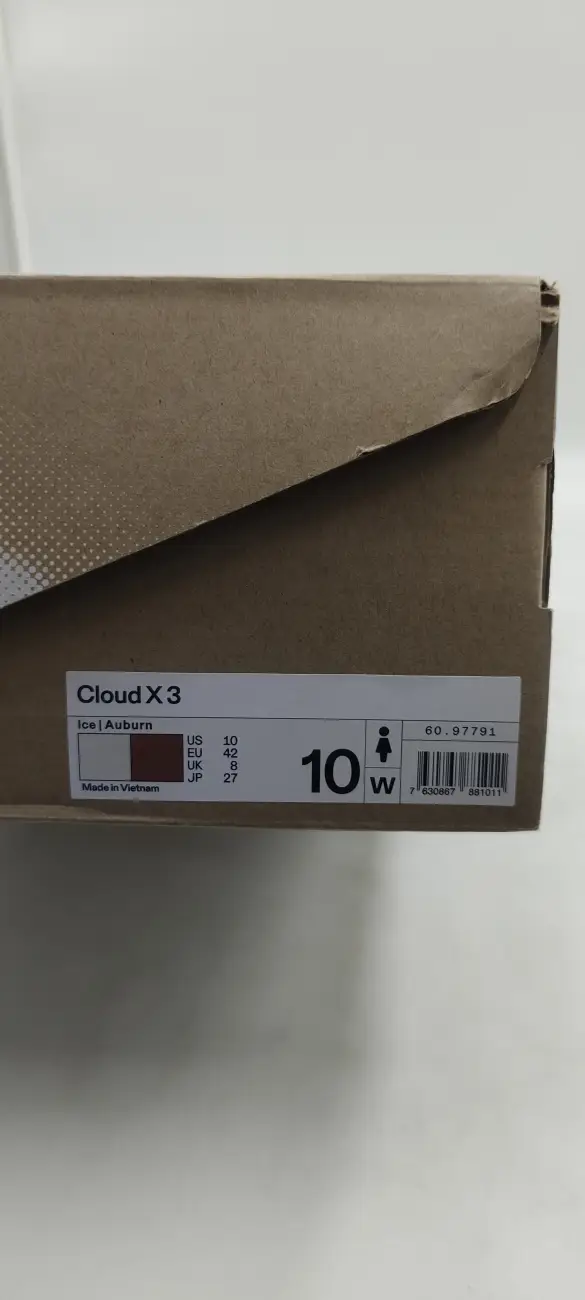 Cloud X 3
Ice | Auburn
US 10
EU 42
UK 8
JP 27
Made in Vietnam
10
W
60.97791
7 630867 881011